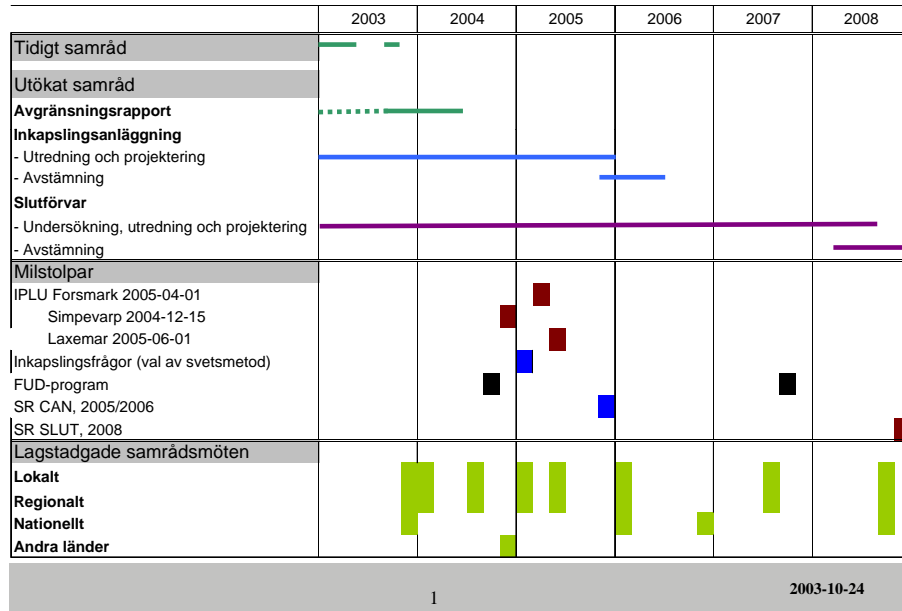 2003 2004 2005 2006 2007 2008
Tidigt samråd
Utökat samråd
Avgränsningsrapport
Inkapslingsanläggning
- Utredning och projektering
- Avstämning
Slutförvar
- Undersökning, utredning och projektering
- Avstämning
Milstolpar
IPLU Forsmark 2005-04-01
Simpevarp 2004-12-15
Laxemar 2005-06-01
Inkapslingsfrågor (val av svetsmetod)
FUD-program
SR CAN, 2005/2006
SR SLUT, 2008
Lagstadgade samrådsmöten
Lokalt
Regionalt
Nationellt
Andra länder
1
2003-10-24